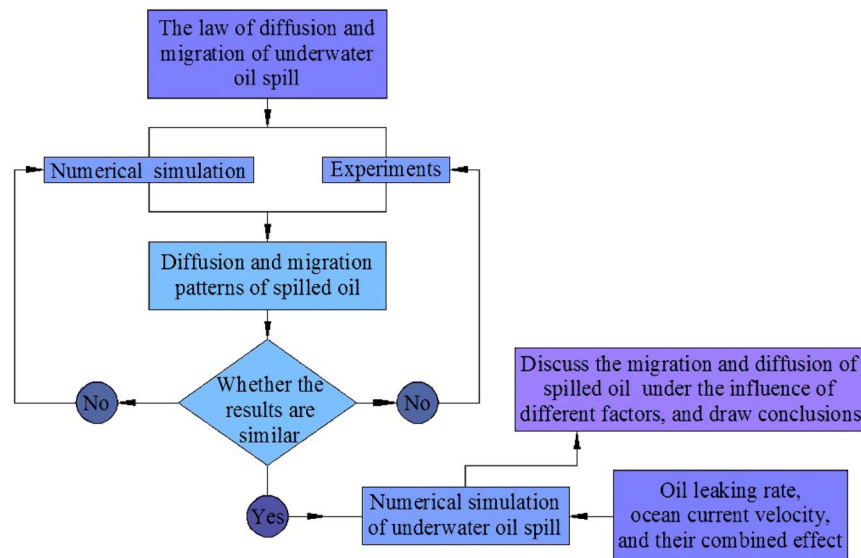 The law of diffusion and
migration of underwater
oil spill
Numerical simulation
Experiments
Diffusion and migration
patterns of spilled oil
Whether the
results are
similar
No
No
Discuss the migration and diffusion of
spilled oil under the influence of
different factors, and draw conclusions
Yes
Numerical simulation
of underwater oil spill
Oil leaking rate,
ocean current velocity,
and their combined effect